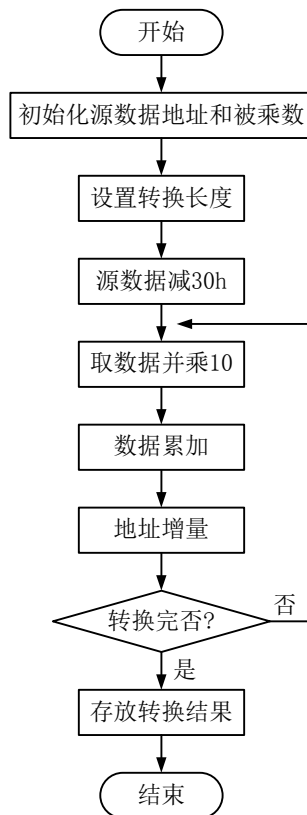 开始
初始化源数据地址和被乘数
设置转换长度
源数据减30h
取数据并乘10
数据累加
地址增量
转换完否?
否
是
存放转换结果
结束